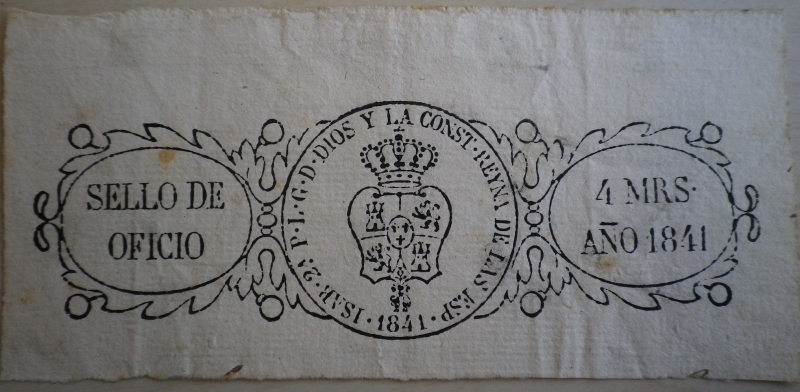 SELLO DE
OFICIO
·ISAB·2ª·P·L·G·D·DIOS Y LA CONST·REYNA DE LAS ESP·
1841
4 MRS·
AÑO 1841